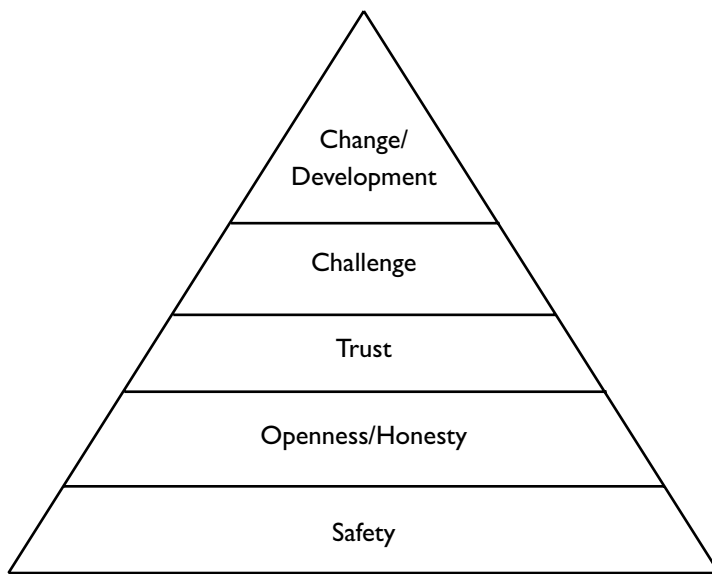 Change/
Development
Challenge
Trust
Openness/Honesty
Safety